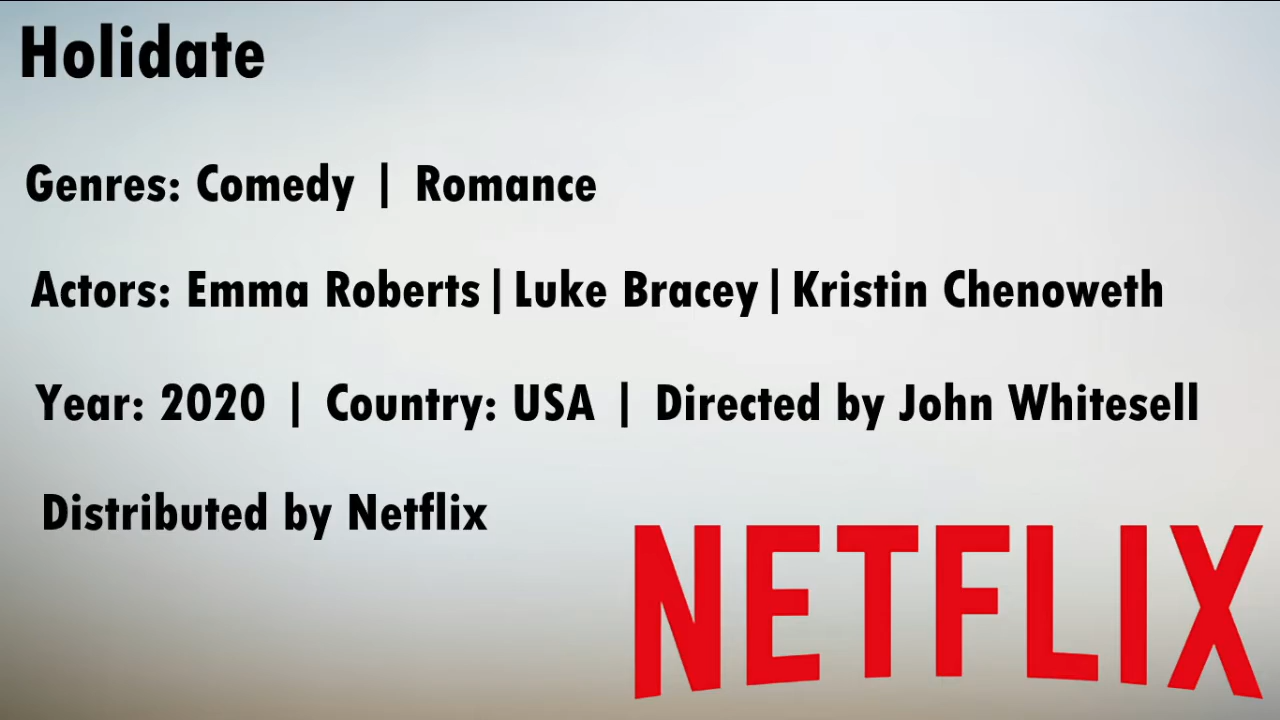 Holidate
Genres: Comedy | Romance
Actors: Emma Roberts|Luke Bracey|Kristin Chenoweth
Year: 2020 | Country: USA | Directed by John Whitesell
Distributed by Netflix
NETFLIX